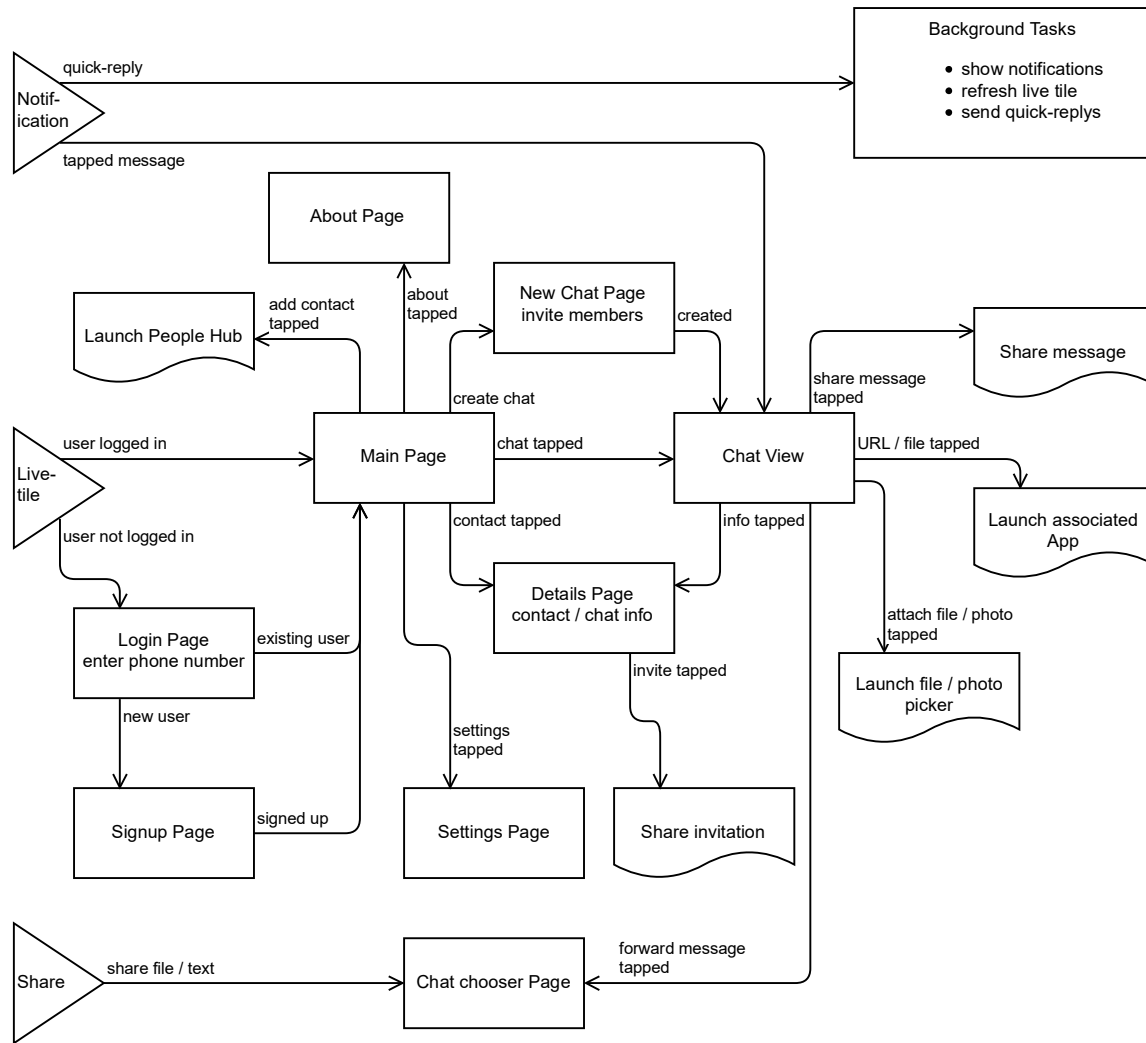 Background Tasks
quick-reply
show notifications
refresh live tile
send quick-replys
Notif-
ication
tapped message
About Page
add contact
tapped
about
tapped
New Chat Page
invite members
created
Launch People Hub
Share message
share message
tapped
create chat
user logged in
Main Page
chat tapped
Chat View
URL / file tapped
Live-
tile
contact tapped
info tapped
Launch associated
App
user not logged in
Details Page
contact / chat info
attach file / photo
tapped
Login Page
enter phone number
existing user
invite tapped
Launch file / photo
picker
new user
settings
tapped
Signup Page
signed up
Settings Page
Share invitation
forward message
tapped
share file / text
Share
Chat chooser Page